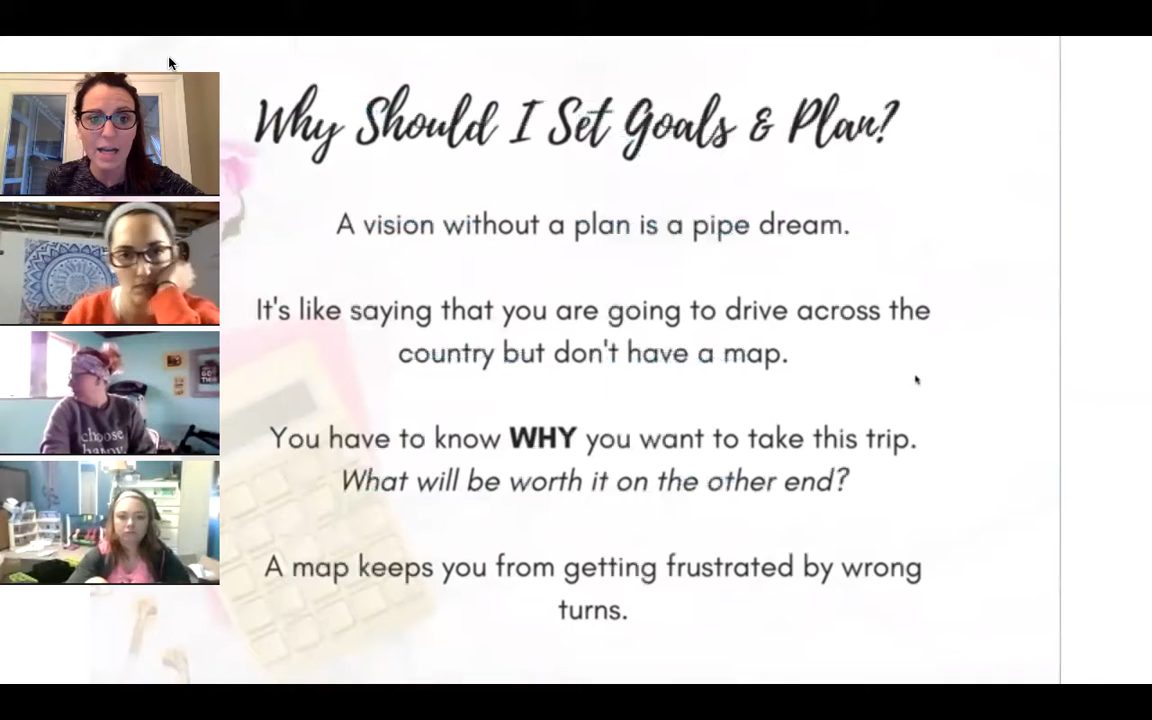 Why Should I Set Goals & Plan?
A vision without a plan is a pipe dream.
It's like saying that you are going to drive across the
country but don't have a map.
You have to know WHY you want to take this trip.
What will be worth it on the other end?
A map keeps you from getting frustrated by wrong
turns.
choose
happy